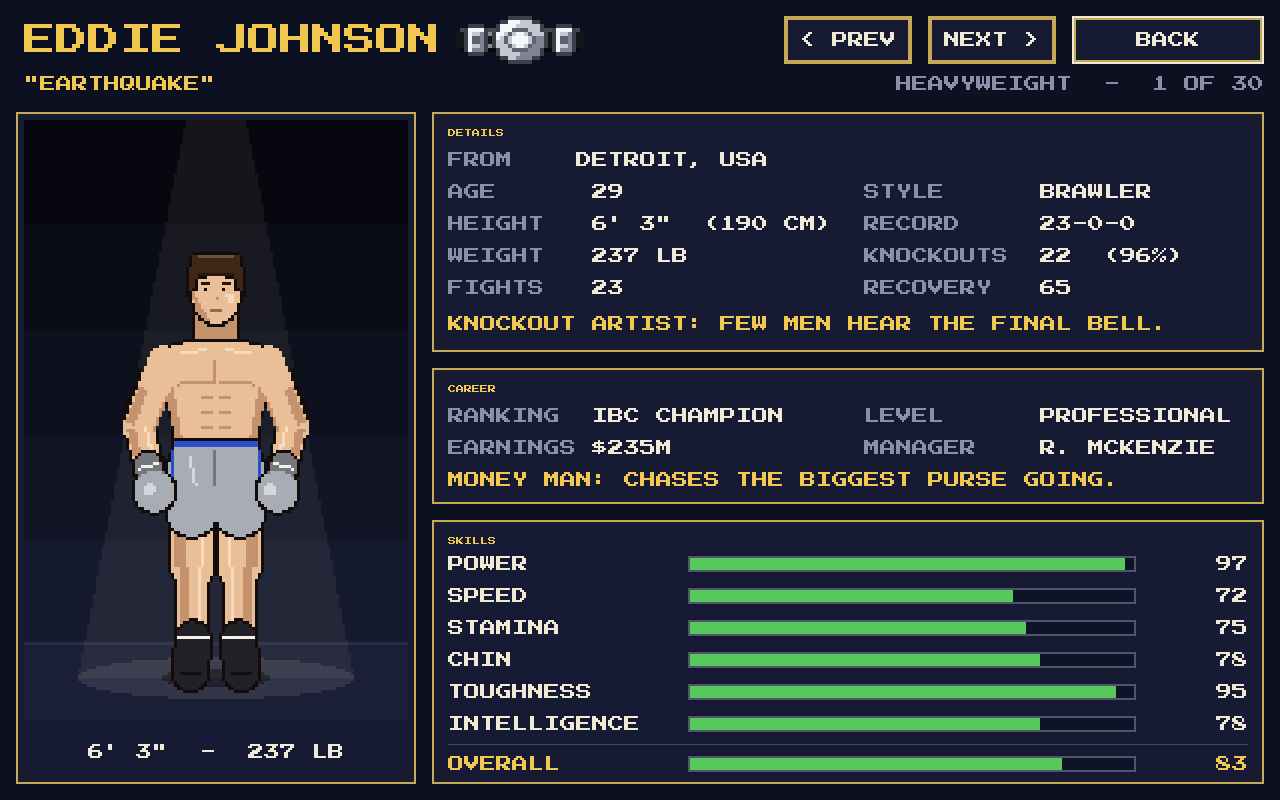 EDDIE JOHNSON
< PREV NEXT > BACK
"EARTHQUAKE"
HEAVYWEIGHT - 1 OF 30
DETAILS
FROM DETROIT, USA
AGE 29 STYLE BRAWLER
HEIGHT 6' 3" (190 CM) RECORD 23-0-0
WEIGHT 237 LB KNOCKOUTS 22 (96%)
FIGHTS 23 RECOVERY 65
KNOCKOUT ARTIST: FEW MEN HEAR THE FINAL BELL.
CAREER
RANKING IBC CHAMPION LEVEL PROFESSIONAL
EARNINGS $235M MANAGER R. MCKENZIE
MONEY MAN: CHASES THE BIGGEST PURSE GOING.
SKILLS
POWER 97
SPEED 72
STAMINA 75
CHIN 78
TOUGHNESS 95
INTELLIGENCE 78
OVERALL 83
6' 3" - 237 LB